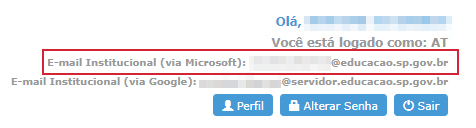 Olá,
Você está logado como: AT
E-mail Institucional (via Microsoft): @educacao.sp.gov.br
E-mail Institucional (via Google): @servidor.educacao.sp.gov.br
Perfil Alterar Senha Sair